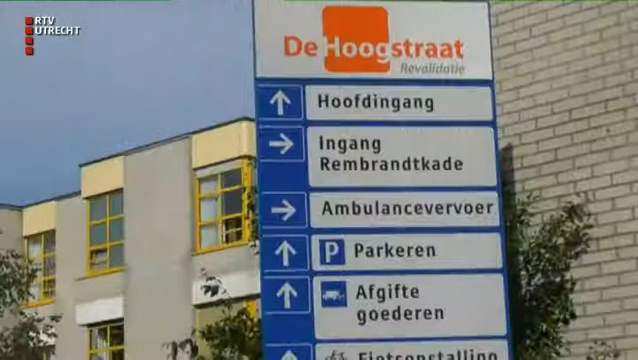 RTV
UTRECHT
De Hoogstraat
Revalidatie
Hoofdingang
Ingang
Rembrandtkade
Ambulancevervoer
P Parkeren
Afgifte
goederen
Fietsenstalling